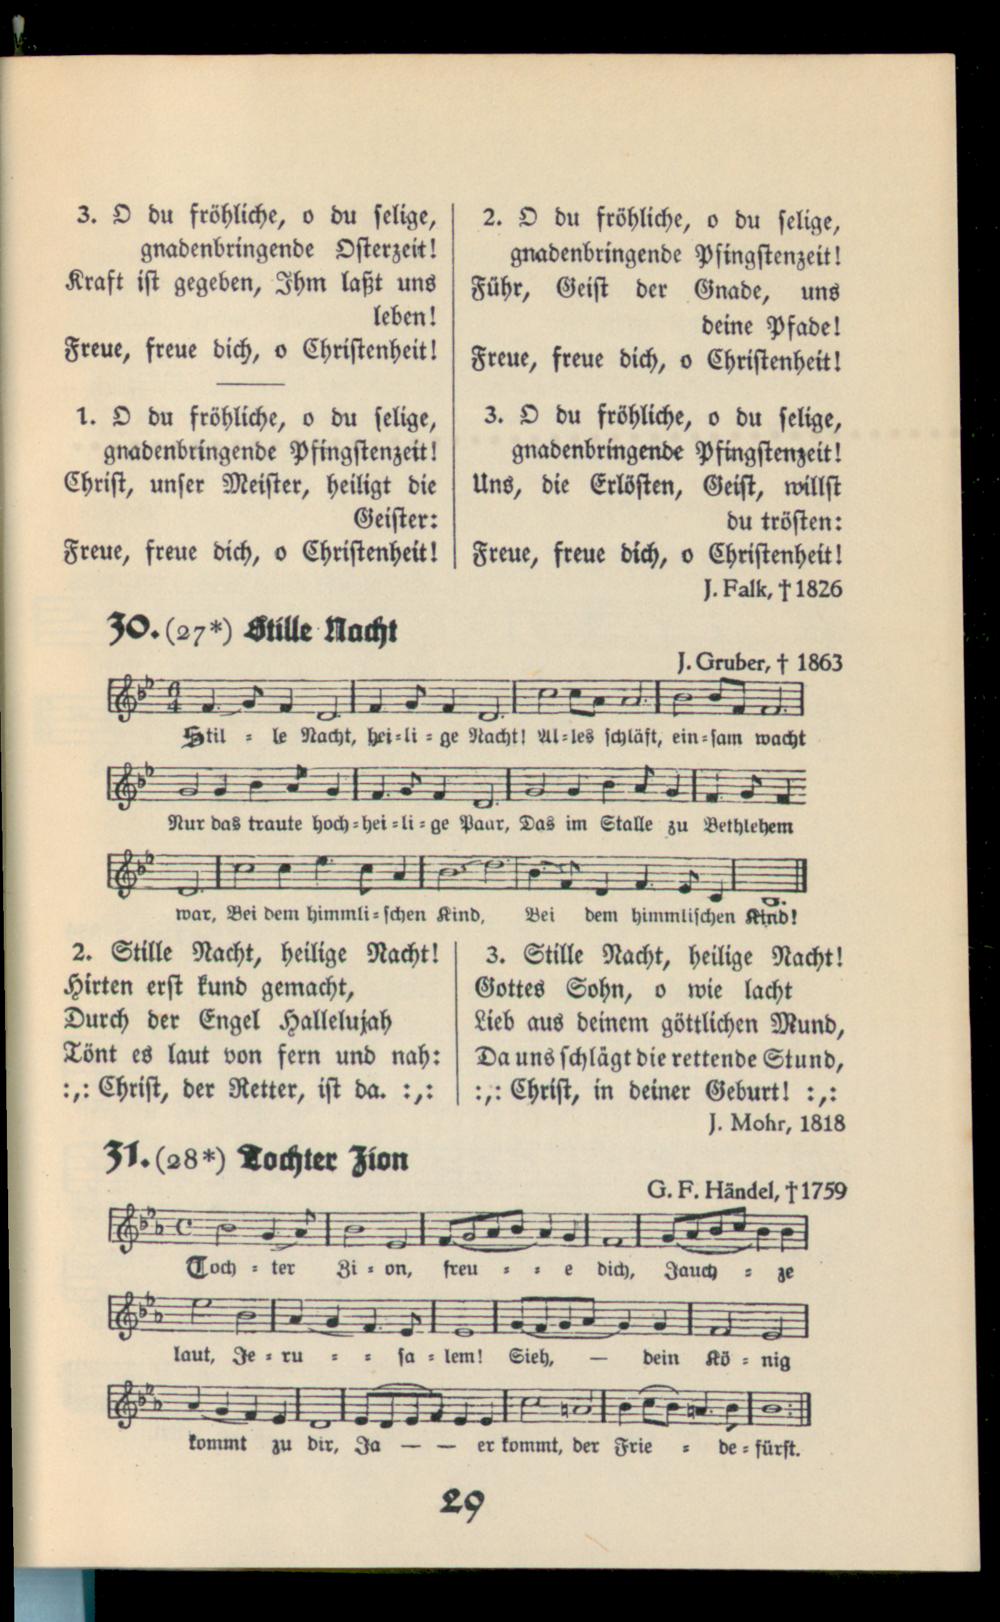 3. O du fröhliche, o du selige,
gnadenbringende Osterzeit!
Kraft ist gegeben, Ihm laßt uns
leben!
Freue, freue dich, o Christenheit!
1. O du fröhliche, o du selige,
gnadenbringende Pfingstenzeit!
Christ, unser Meister, heiligt die
Geister:
Freue, freue dich, o Christenheit!
2. O du fröhliche, o du selige,
gnadenbringende Pfingstenzeit!
Führ, Geist der Gnade, uns
deine Pfade!
Freue, freue dich, o Christenheit!
3. O du fröhliche, o du selige,
gnadenbringende Pfingstenzeit!
Uns, die Erlösten, Geist, willst
du trösten:
Freue, freue dich, o Christenheit!
J. Falk, † 1826
30. (27*) Stille Nacht
J. Gruber, † 1863
6
4
Stil = le Nacht, hei=li = ge Nacht! Al=les schläft, ein=sam wacht
Nur das traute hoch=hei=li=ge Paar, Das im Stalle zu Bethlehem
war, Bei dem himmli=schen Kind, Bei dem himmlischen Kind!
2. Stille Nacht, heilige Nacht!
Hirten erst kund gemacht,
Durch der Engel Hallelujah
Tönt es laut von fern und nah:
:,: Christ, der Retter, ist da. :,:
3. Stille Nacht, heilige Nacht!
Gottes Sohn, o wie lacht
Lieb aus deinem göttlichen Mund,
Da uns schlägt die rettende Stund,
:,: Christ, in deiner Geburt! :,:
J. Mohr, 1818
31. (28*) Tochter Zion
G. F. Händel, † 1759
Toch = ter Zi = on, freu = = e dich, Jauch = ze
laut, Je = ru = = sa = lem! Sieh, — dein Kö = nig
kommt zu dir, Ja — — er kommt, der Frie = de = fürst.
29